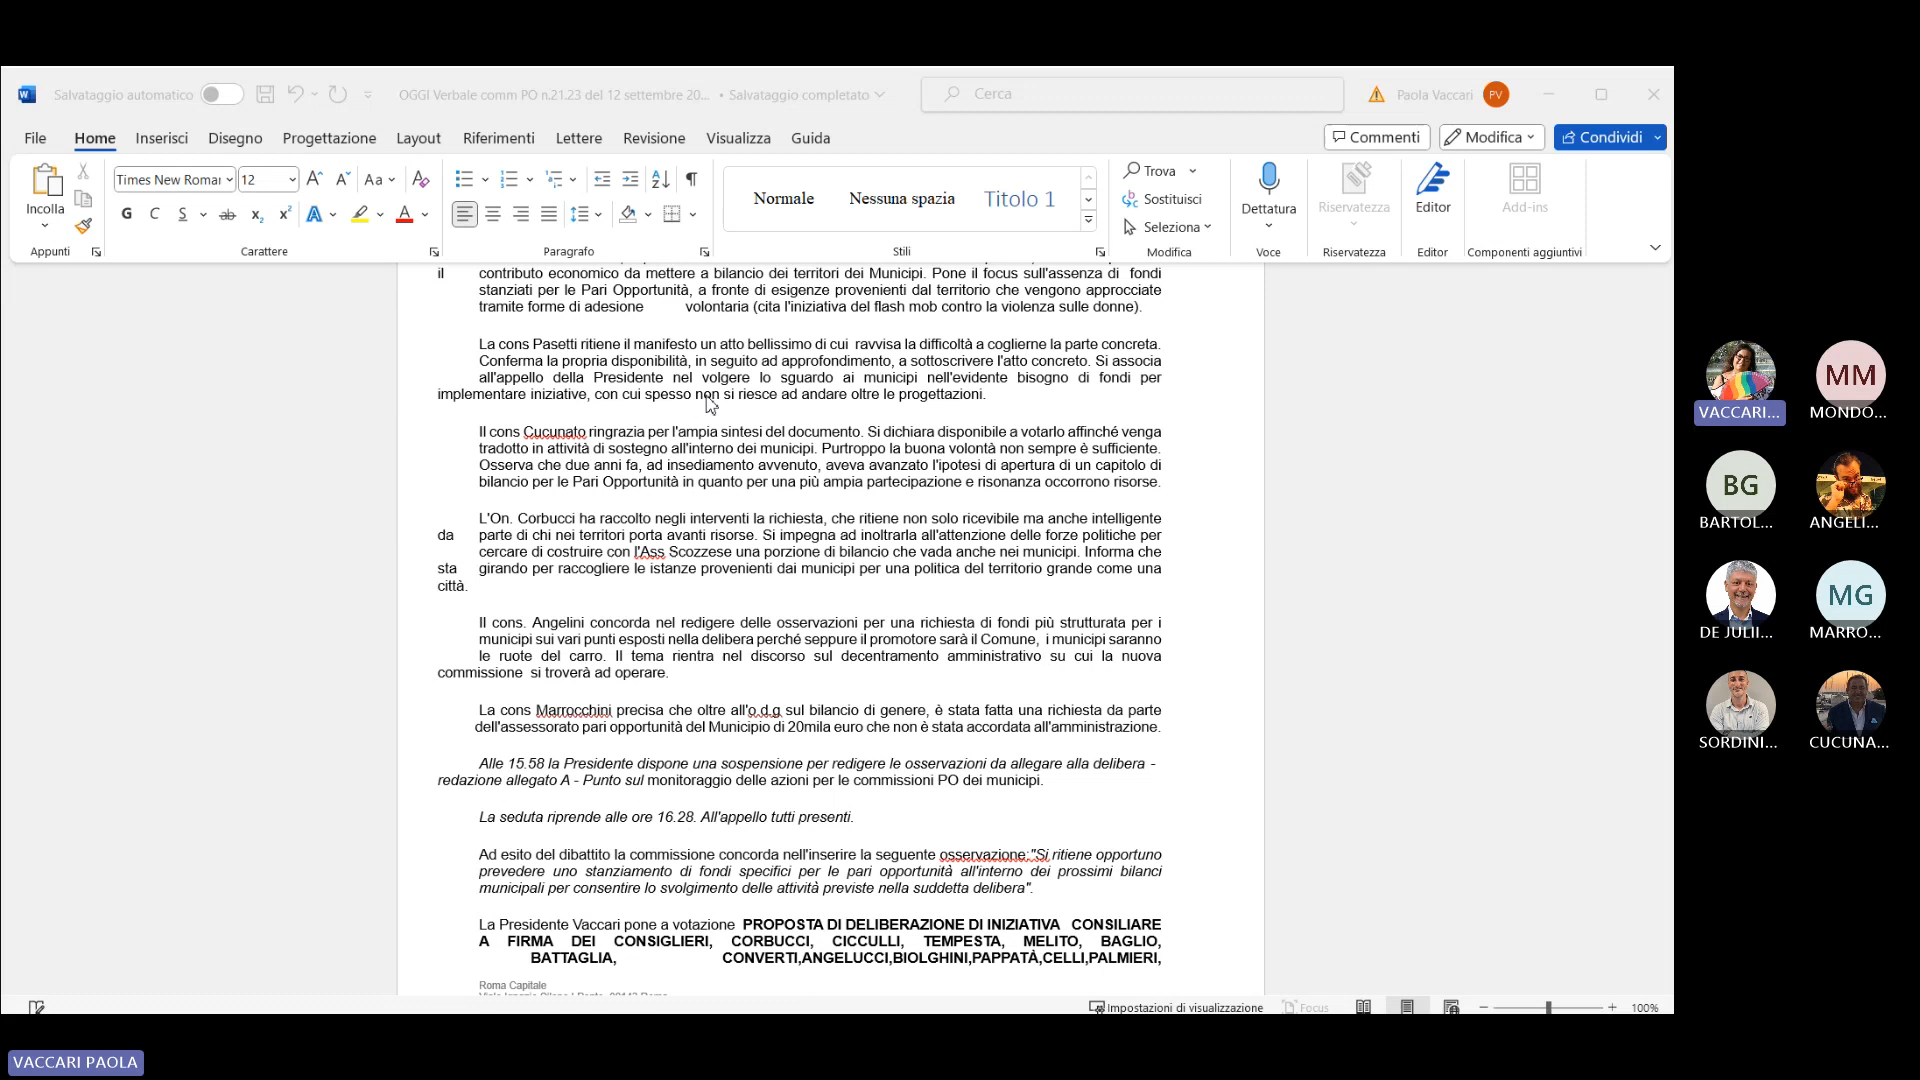 Salvataggio automatico
OGGI Verbale comm PO n.21.23 del 12 settembre 20... • Salvataggio completato
Cerca
Paola Vaccari PV
File Home Inserisci Disegno Progettazione Layout Riferimenti Lettere Revisione Visualizza Guida
Commenti Modifica Condividi
Incolla
Times New Roman 12
Normale Nessuna spazia Titolo 1
Trova
Sostituisci
Seleziona
Dettatura
Riservatezza
Editor
Add-ins
Appunti Carattere Paragrafo Stili Modifica Voce Riservatezza Editor Componenti aggiuntivi
il contributo economico da mettere a bilancio dei territori dei Municipi. Pone il focus sull'assenza di fondi
stanziati per le Pari Opportunità, a fronte di esigenze provenienti dal territorio che vengono approcciate
tramite forme di adesione volontaria (cita l'iniziativa del flash mob contro la violenza sulle donne).
La cons Pasetti ritiene il manifesto un atto bellissimo di cui ravvisa la difficoltà a coglierne la parte concreta.
Conferma la propria disponibilità, in seguito ad approfondimento, a sottoscrivere l'atto concreto. Si associa
all'appello della Presidente nel volgere lo sguardo ai municipi nell'evidente bisogno di fondi per
implementare iniziative, con cui spesso non si riesce ad andare oltre le progettazioni.
Il cons Cucunato ringrazia per l'ampia sintesi del documento. Si dichiara disponibile a votarlo affinché venga
tradotto in attività di sostegno all'interno dei municipi. Purtroppo la buona volontà non sempre è sufficiente.
Osserva che due anni fa, ad insediamento avvenuto, aveva avanzato l'ipotesi di apertura di un capitolo di
bilancio per le Pari Opportunità in quanto per una più ampia partecipazione e risonanza occorrono risorse.
L'On. Corbucci ha raccolto negli interventi la richiesta, che ritiene non solo ricevibile ma anche intelligente
da parte di chi nei territori porta avanti risorse. Si impegna ad inoltrarla all'attenzione delle forze politiche per
cercare di costruire con l'Ass Scozzese una porzione di bilancio che vada anche nei municipi. Informa che
sta girando per raccogliere le istanze provenienti dai municipi per una politica del territorio grande come una
città.
Il cons. Angelini concorda nel redigere delle osservazioni per una richiesta di fondi più strutturata per i
municipi sui vari punti esposti nella delibera perché seppure il promotore sarà il Comune, i municipi saranno
le ruote del carro. Il tema rientra nel discorso sul decentramento amministrativo su cui la nuova
commissione si troverà ad operare.
La cons Marrocchini precisa che oltre all'o.d.g sul bilancio di genere, è stata fatta una richiesta da parte
dell'assessorato pari opportunità del Municipio di 20mila euro che non è stata accordata all'amministrazione.
Alle 15.58 la Presidente dispone una sospensione per redigere le osservazioni da allegare alla delibera -
redazione allegato A - Punto sul monitoraggio delle azioni per le commissioni PO dei municipi.
La seduta riprende alle ore 16.28. All'appello tutti presenti.
Ad esito del dibattito la commissione concorda nell'inserire la seguente osservazione:"Si ritiene opportuno
prevedere uno stanziamento di fondi specifici per le pari opportunità all'interno dei prossimi bilanci
municipali per consentire lo svolgimento delle attività previste nella suddetta delibera".
La Presidente Vaccari pone a votazione PROPOSTA DI DELIBERAZIONE DI INIZIATIVA CONSILIARE
A FIRMA DEI CONSIGLIERI, CORBUCCI, CICCULLI, TEMPESTA, MELITO, BAGLIO,
BATTAGLIA, CONVERTI,ANGELUCCI,BIOLGHINI,PAPPATÀ,CELLI,PALMIERI,
Roma Capitale
Impostazioni di visualizzazione Focus 100%
VACCARI... MM MONDO...
BG BARTOL... ANGELI...
DE JULII... MG MARRO...
SORDINI... CUCUNA...
VACCARI PAOLA